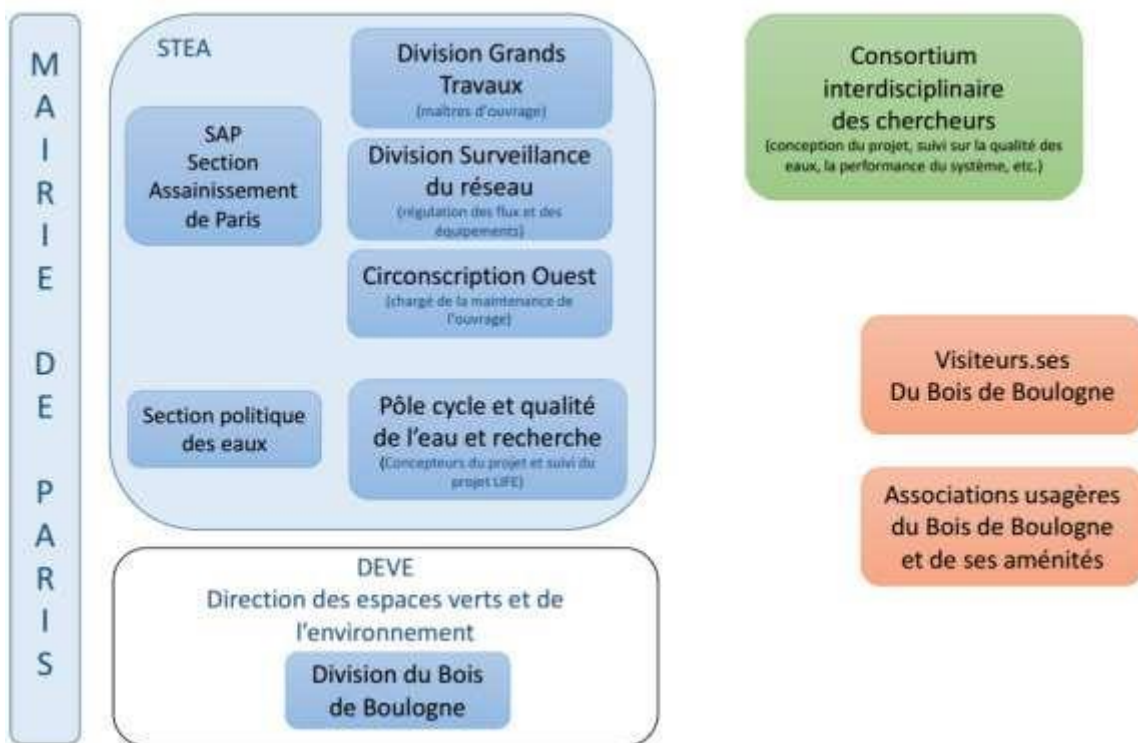 MAIRIE DE PARIS
STEA
SAP
Section
Assainissement
de Paris
Division Grands
Travaux
(maîtres d'ouvrage)
Division Surveillance
du réseau
(régulation des flux et des
équipements)
Circonscription Ouest
(chargé de la maintenance de
l'ouvrage)
Section politique
des eaux
Pôle cycle et qualité
de l'eau et recherche
(Concepteurs du projet et suivi du
projet LIFE)
DEVE
Direction des espaces verts et de
l'environnement
Division du Bois
de Boulogne
Consortium
interdisciplinaire
des chercheurs
(conception du projet, suivi sur la qualité des
eaux, la performance du système, etc.)
Visiteurs.ses
Du Bois de Boulogne
Associations usagères
du Bois de Boulogne
et de ses aménités